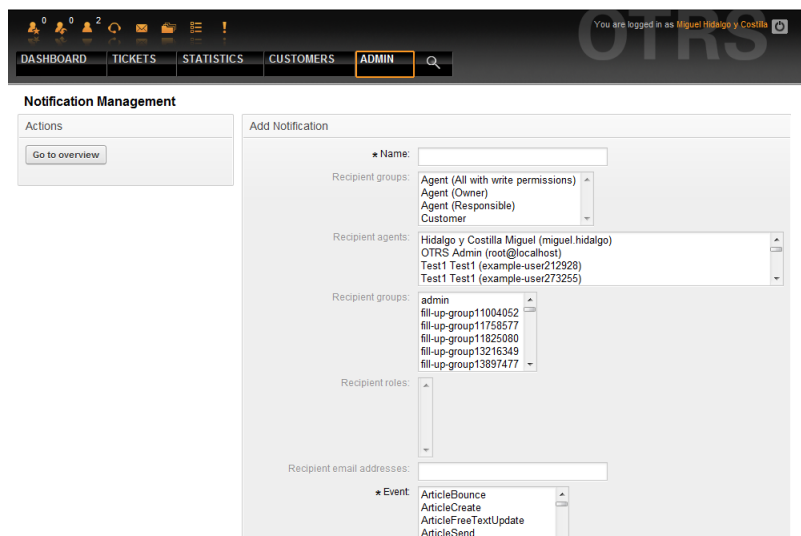 0 0 2
You are logged in as Miguel Hidalgo y Costilla
OTRS
DASHBOARD TICKETS STATISTICS CUSTOMERS ADMIN
Notification Management
Actions
Go to overview
Add Notification
★ Name:
Recipient groups:
Agent (All with write permissions)
Agent (Owner)
Agent (Responsible)
Customer
Recipient agents:
Hidalgo y Costilla Miguel (miguel.hidalgo)
OTRS Admin (root@localhost)
Test1 Test1 (example-user212928)
Test1 Test1 (example-user273255)
Recipient groups:
admin
fill-up-group11004052
fill-up-group11758577
fill-up-group11825080
fill-up-group13216349
fill-up-group13897477
Recipient roles:
Recipient email addresses:
★ Event:
ArticleBounce
ArticleCreate
ArticleFreeTextUpdate
ArticleSend